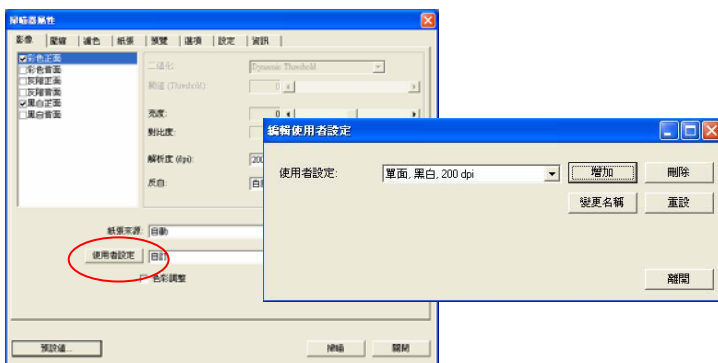 掃瞄器屬性
影像 壓縮 濾色 紙張 預覽 選項 設定 資訊
彩色正面
彩色背面
灰階正面
灰階背面
黑白正面
黑白背面
二值化: Dynamic Threshold
(Threshold): 0
亮度: 0
對比度:
解析度 (dpi): 200
反白:
紙張來源: 自動
使用者設定 自訂
色彩調整
預設值... 掃瞄 關閉
編輯使用者設定
使用者設定: 單面, 黑白, 200 dpi 增加 刪除
變更名稱 重設
離開